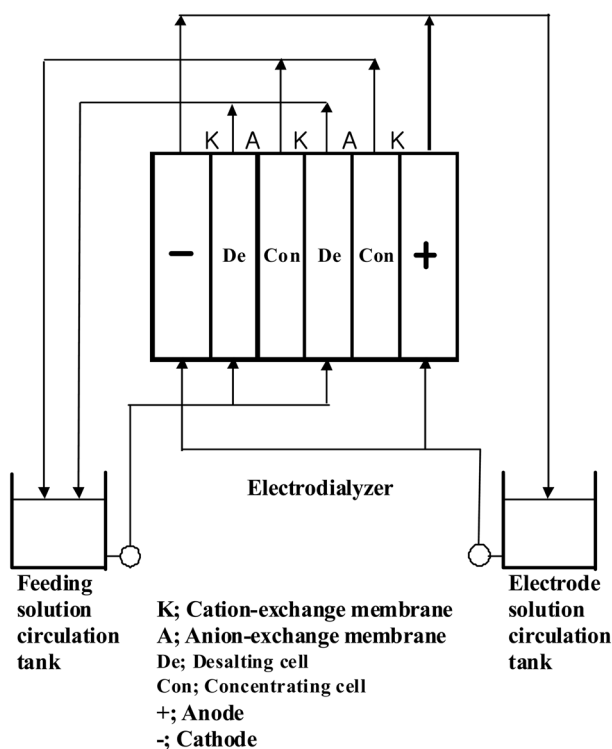 K A K A K
- De Con De Con +
Electrodialyzer
Feeding
solution
circulation
tank
Electrode
solution
circulation
tank
K; Cation-exchange membrane
A; Anion-exchange membrane
De; Desalting cell
Con; Concentrating cell
+; Anode
-; Cathode